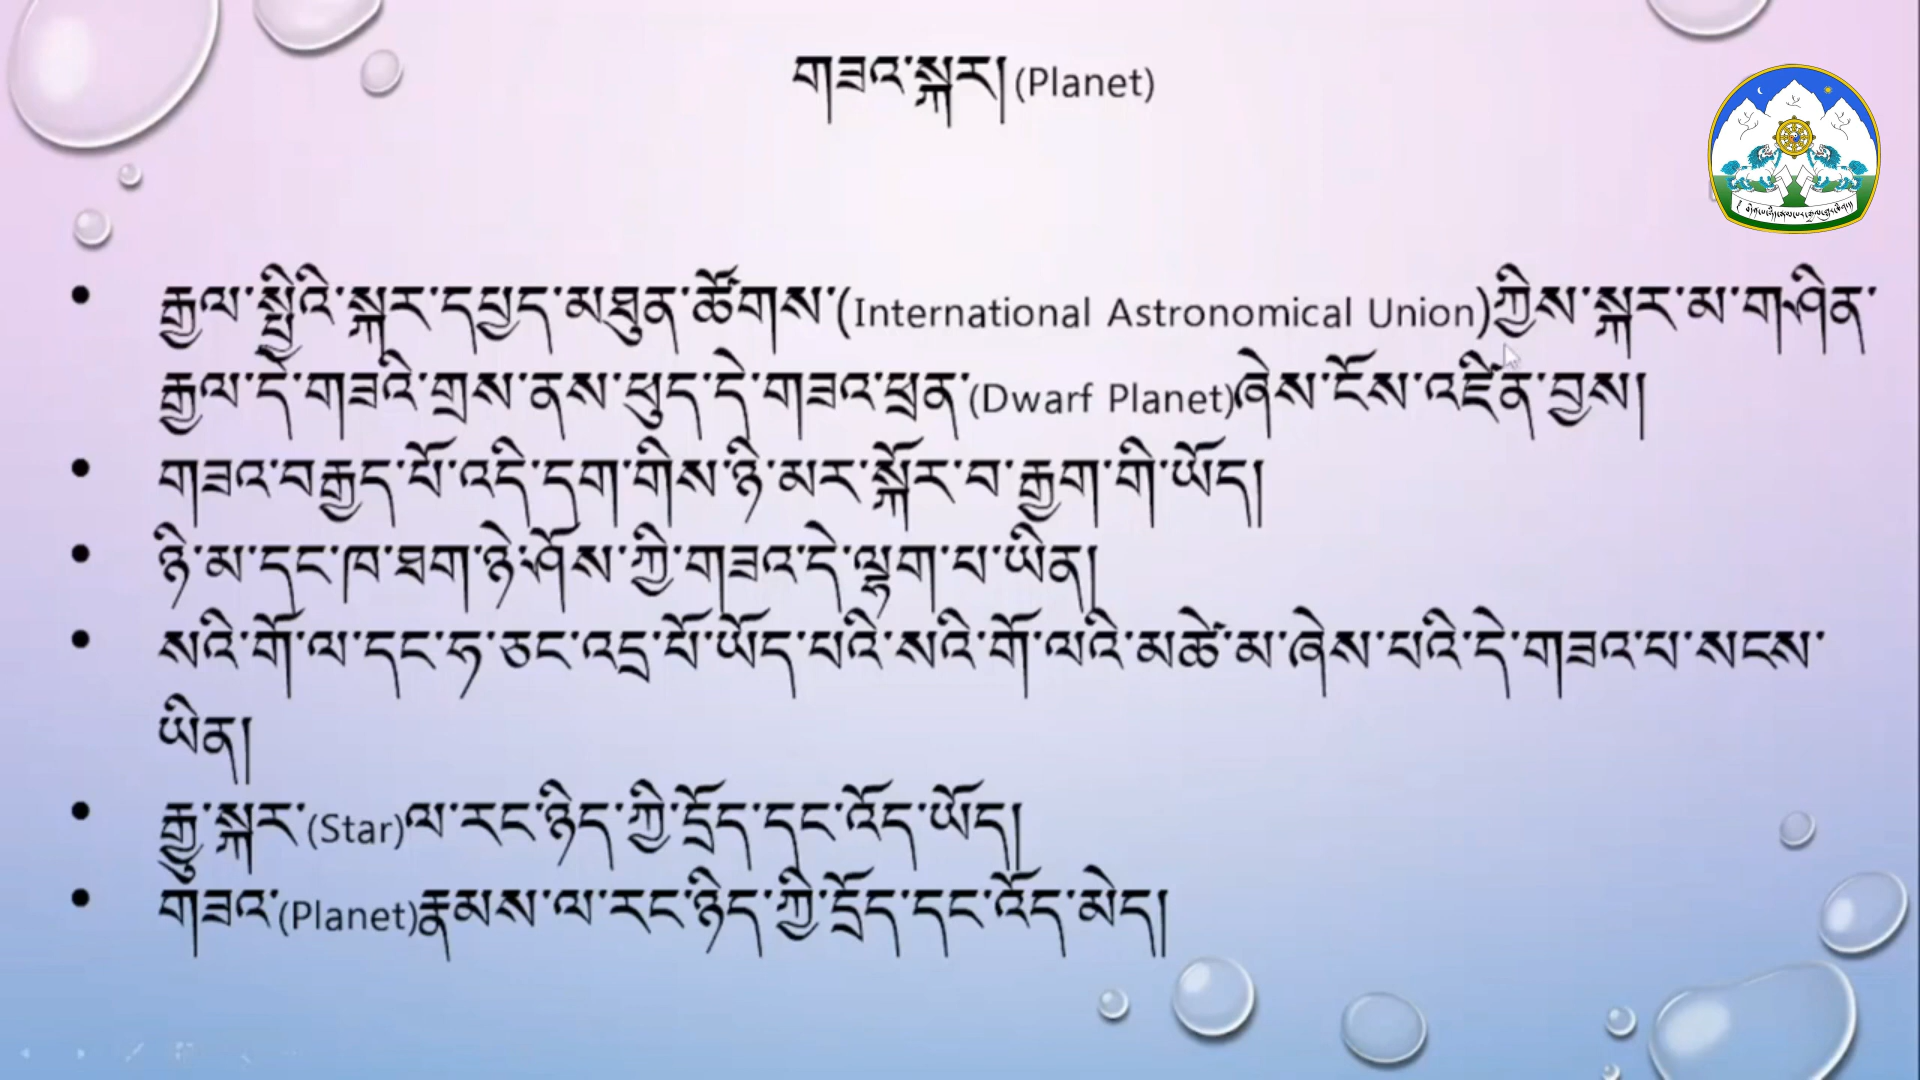 གཟའ་སྐར།(Planet)
• རྒྱལ་སྤྱིའི་སྐར་དཔྱད་མཐུན་ཚོགས་(International Astronomical Union)ཀྱིས་སྐར་མ་གཤིན་
རྒྱལ་དེ་གཟའི་གྲས་ནས་ཕུད་དེ་གཟའ་ཕྲན་(Dwarf Planet)ཞེས་ངོས་འཛིན་བྱས།
• གཟའ་བརྒྱད་པོ་འདི་དག་གིས་ཉི་མར་སྐོར་བ་རྒྱག་གི་ཡོད།
• ཉི་མ་དང་ཁ་ཐག་ཉེ་ཤོས་ཀྱི་གཟའ་དེ་ལྷག་པ་ཡིན།
• སའི་གོ་ལ་དང་ཧ་ཅང་འདྲ་པོ་ཡོད་པའི་སའི་གོ་ལའི་མཚེ་མ་ཞེས་པའི་དེ་གཟའ་པ་སངས་
ཡིན།
• རྒྱུ་སྐར་(Star)ལ་རང་ཉིད་ཀྱི་དྲོད་དང་འོད་ཡོད།
• གཟའ་(Planet)རྣམས་ལ་རང་ཉིད་ཀྱི་དྲོད་དང་འོད་མེད།